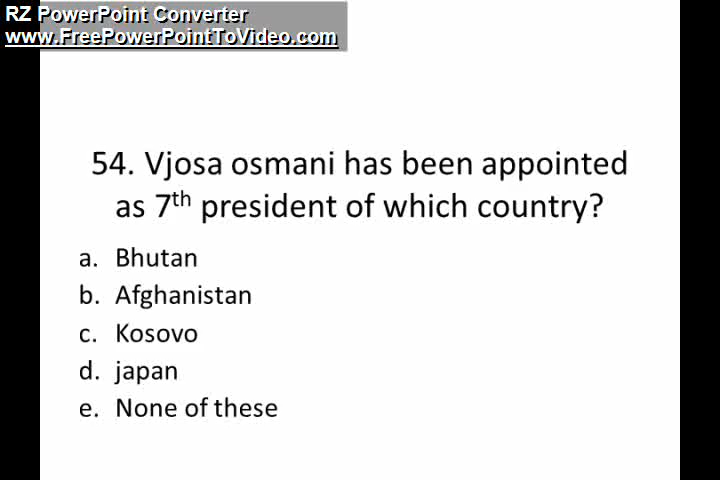 RZ PowerPoint Converter
www.FreePowerPointToVideo.com
54. Vjosa osmani has been appointed
as 7th president of which country?
a. Bhutan
b. Afghanistan
c. Kosovo
d. japan
e. None of these